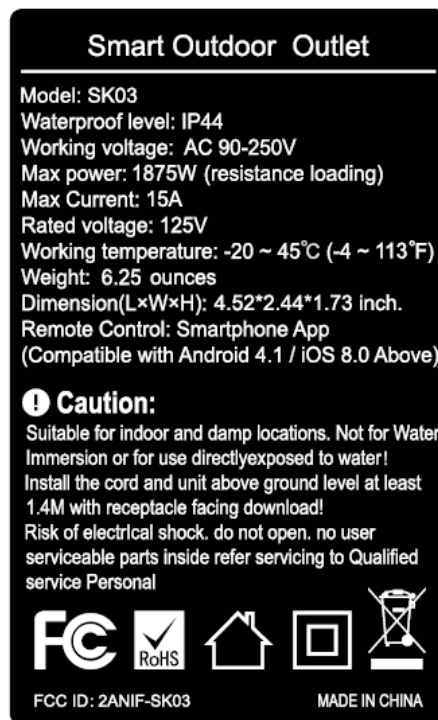 Smart Outdoor Outlet
Model: SK03
Waterproof level: IP44
Working voltage: AC 90-250V
Max power: 1875W (resistance loading)
Max Current: 15A
Rated voltage: 125V
Working temperature: -20 ~ 45℃ (-4 ~ 113°F)
Weight: 6.25 ounces
Dimension(L×W×H): 4.52*2.44*1.73 inch.
Remote Control: Smartphone App
(Compatible with Android 4.1 / iOS 8.0 Above)
! Caution:
Suitable for indoor and damp locations. Not for Water
Immersion or for use directlyexposed to water!
Install the cord and unit above ground level at least
1.4M with receptacle facing download!
Risk of electrlcal shock. do not open. no user
serviceable parts inside refer servicing to Qualified
service Personal
FC RoHS
FCC ID: 2ANIF-SK03 MADE IN CHINA